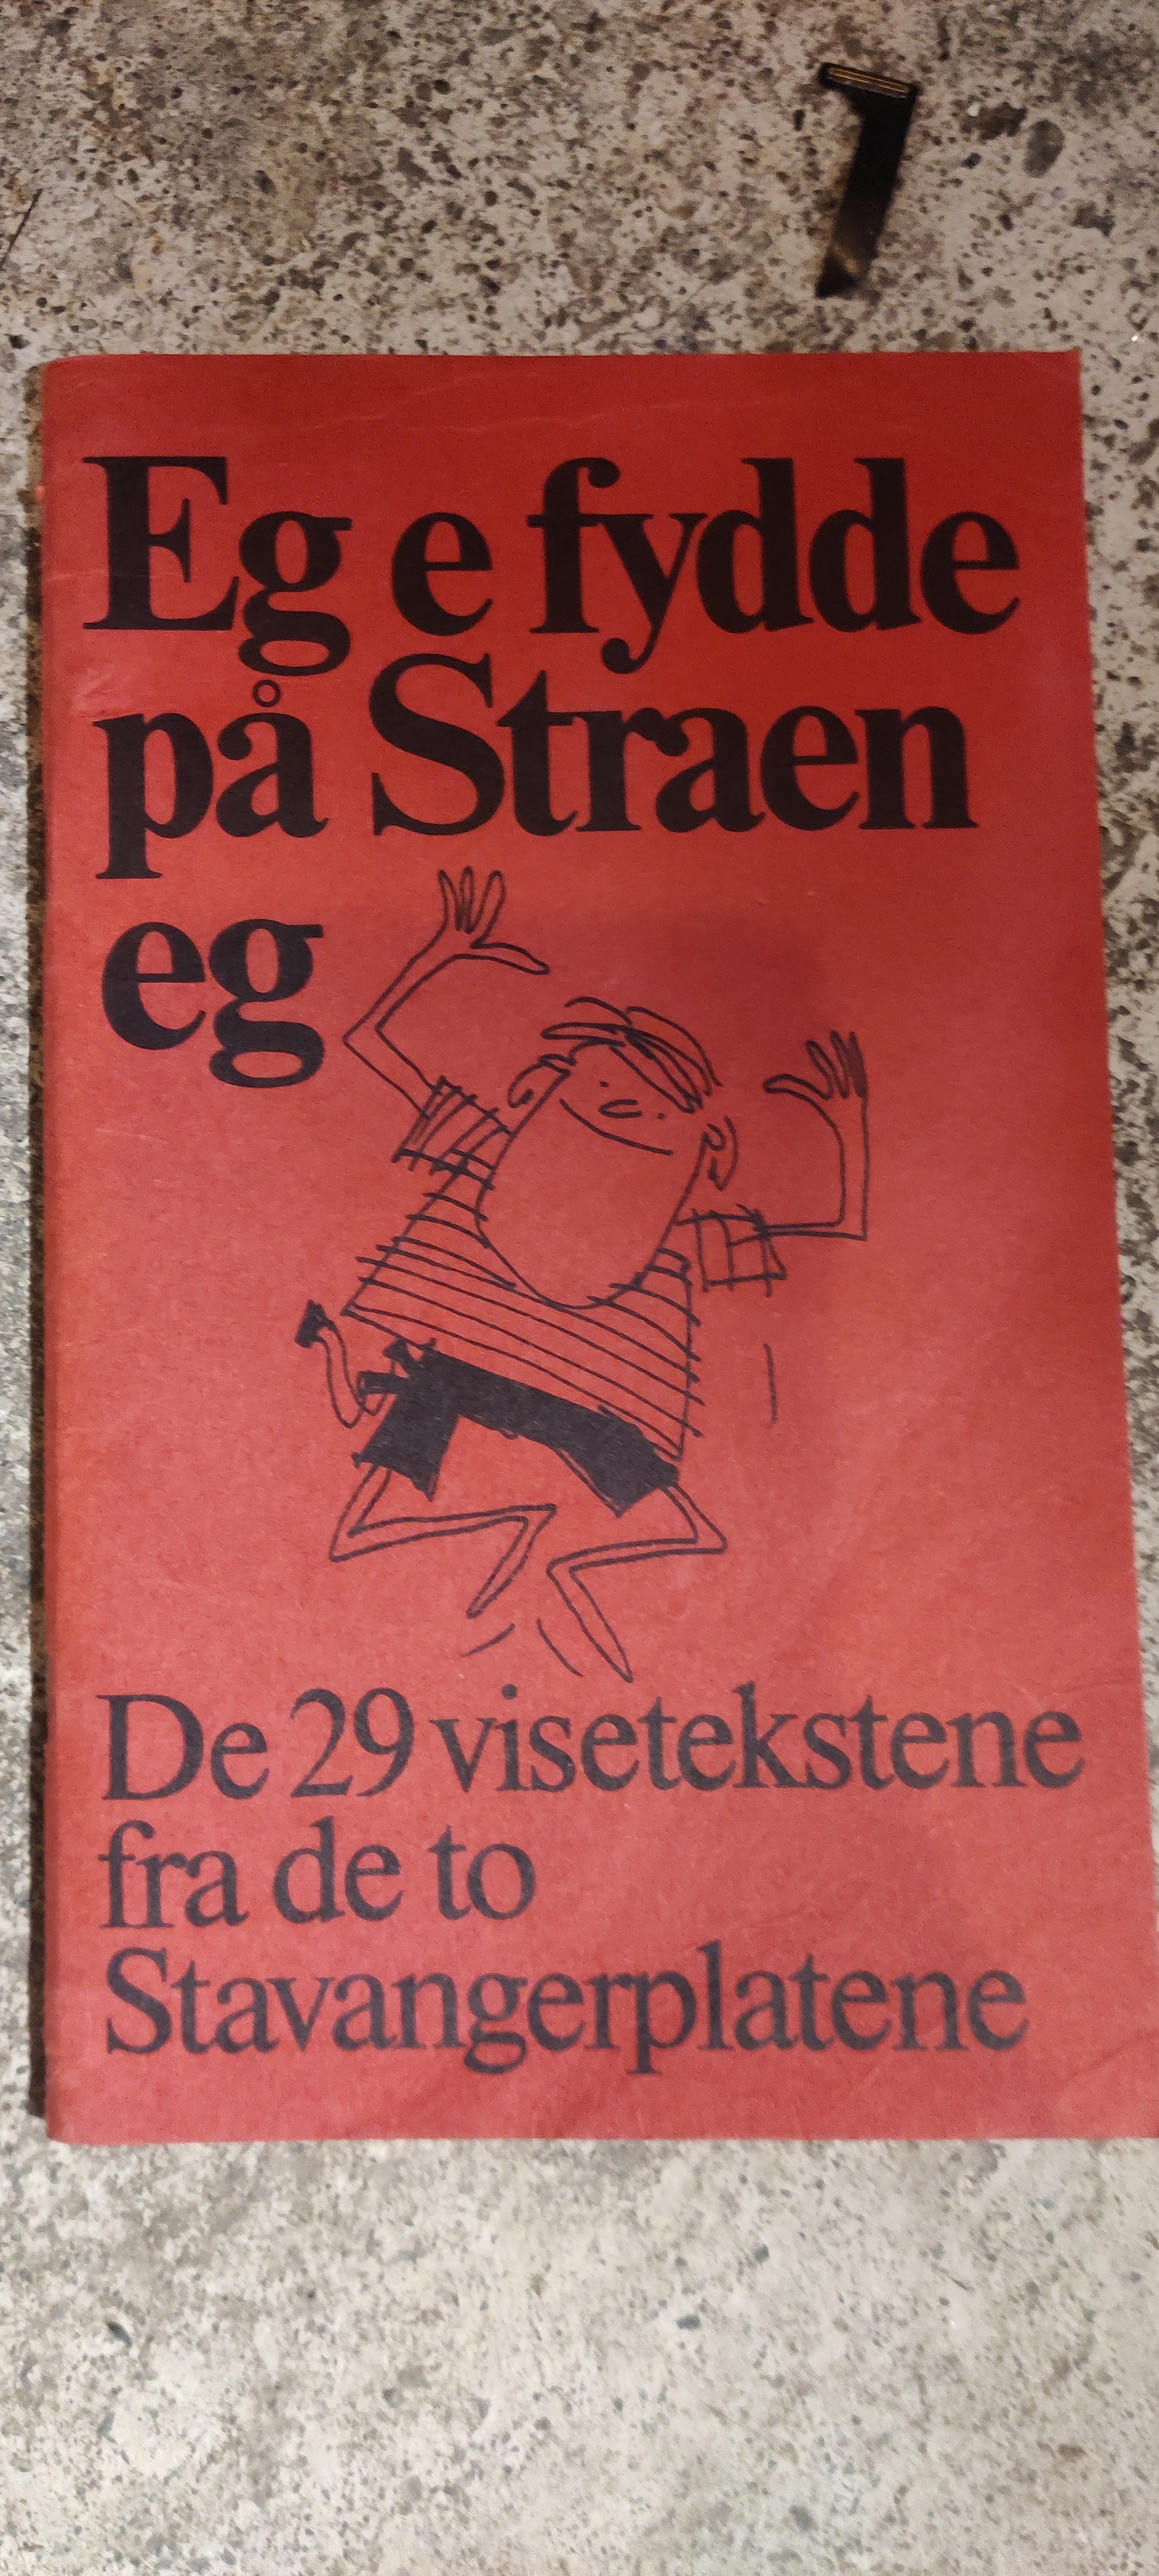 Eg e fydde
på Straen
eg
De 29 visetekstene
fra de to
Stavangerplatene